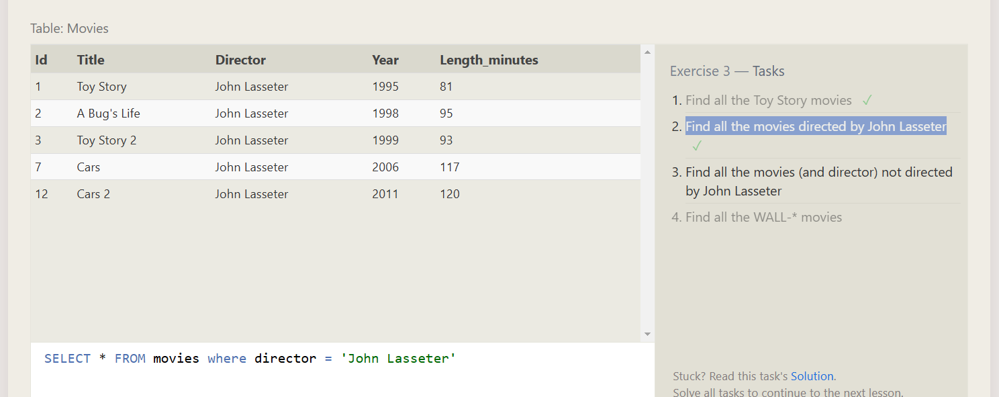 Table: Movies
Id Title Director Year Length_minutes
1 Toy Story John Lasseter 1995 81
2 A Bug's Life John Lasseter 1998 95
3 Toy Story 2 John Lasseter 1999 93
7 Cars John Lasseter 2006 117
12 Cars 2 John Lasseter 2011 120
SELECT * FROM movies where director = 'John Lasseter'
Exercise 3 — Tasks
1. Find all the Toy Story movies ✓
2. Find all the movies directed by John Lasseter
✓
3. Find all the movies (and director) not directed
by John Lasseter
4. Find all the WALL-* movies
Stuck? Read this task's Solution.
Solve all tasks to continue to the next lesson.